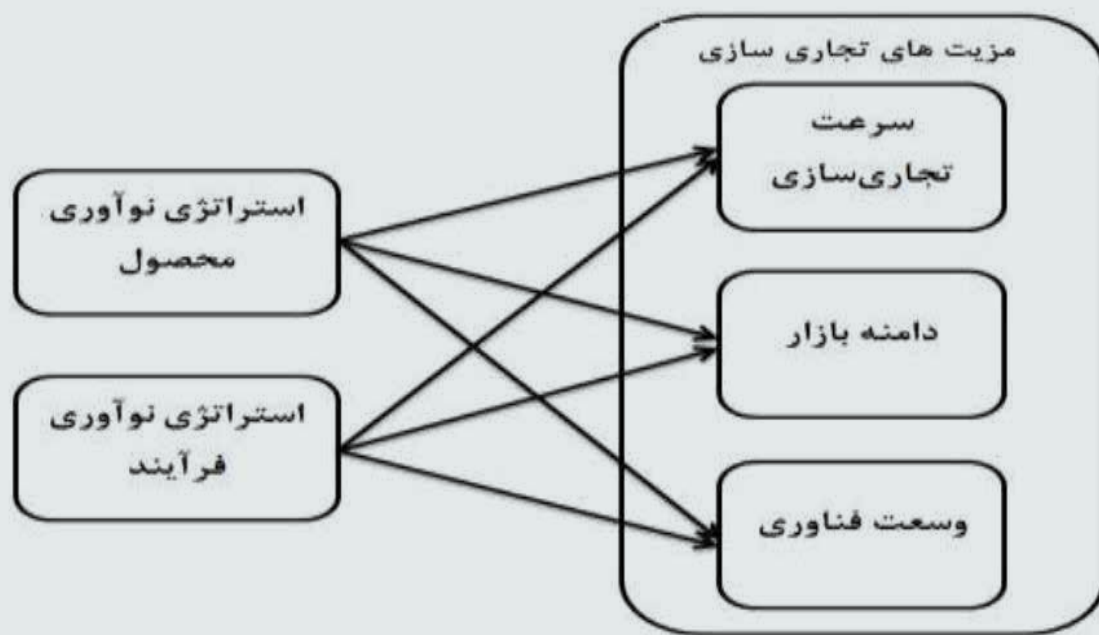 مزیت های تجاری سازی
سرعت
تجاری‌سازی
استراتژی نوآوری
محصول
دامنه بازار
استراتژی نوآوری
فرآیند
وسعت فناوری